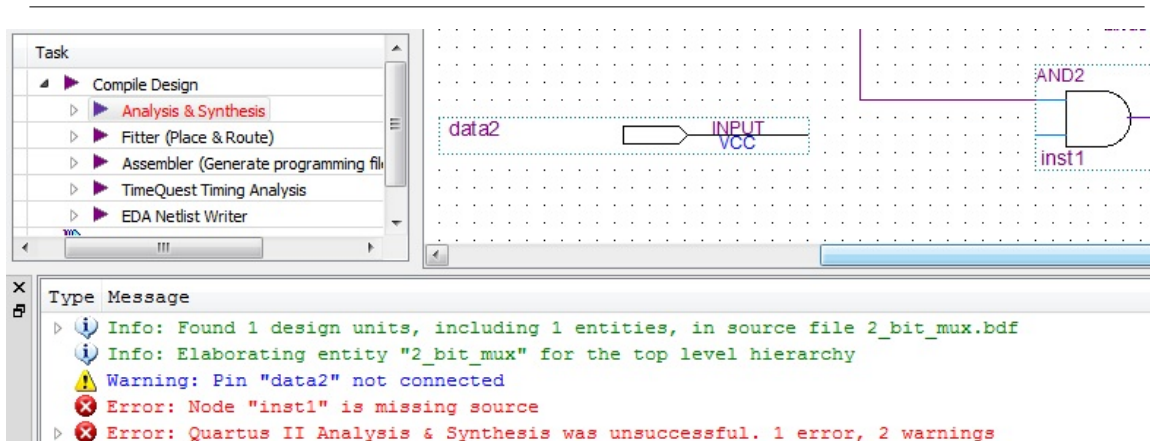 Task
Compile Design
Analysis & Synthesis
Fitter (Place & Route)
Assembler (Generate programming
TimeQuest Timing Analysis
EDA Netlist Writer
data2
INPUT
VCC
AND2
inst1
Type Message
Info: Found 1 design units, including 1 entities, in source file 2_bit_mux.bdf
Info: Elaborating entity "2_bit_mux" for the top level hierarchy
Warning: Pin "data2" not connected
Error: Node "inst1" is missing source
Error: Quartus II Analysis & Synthesis was unsuccessful. 1 error, 2 warnings